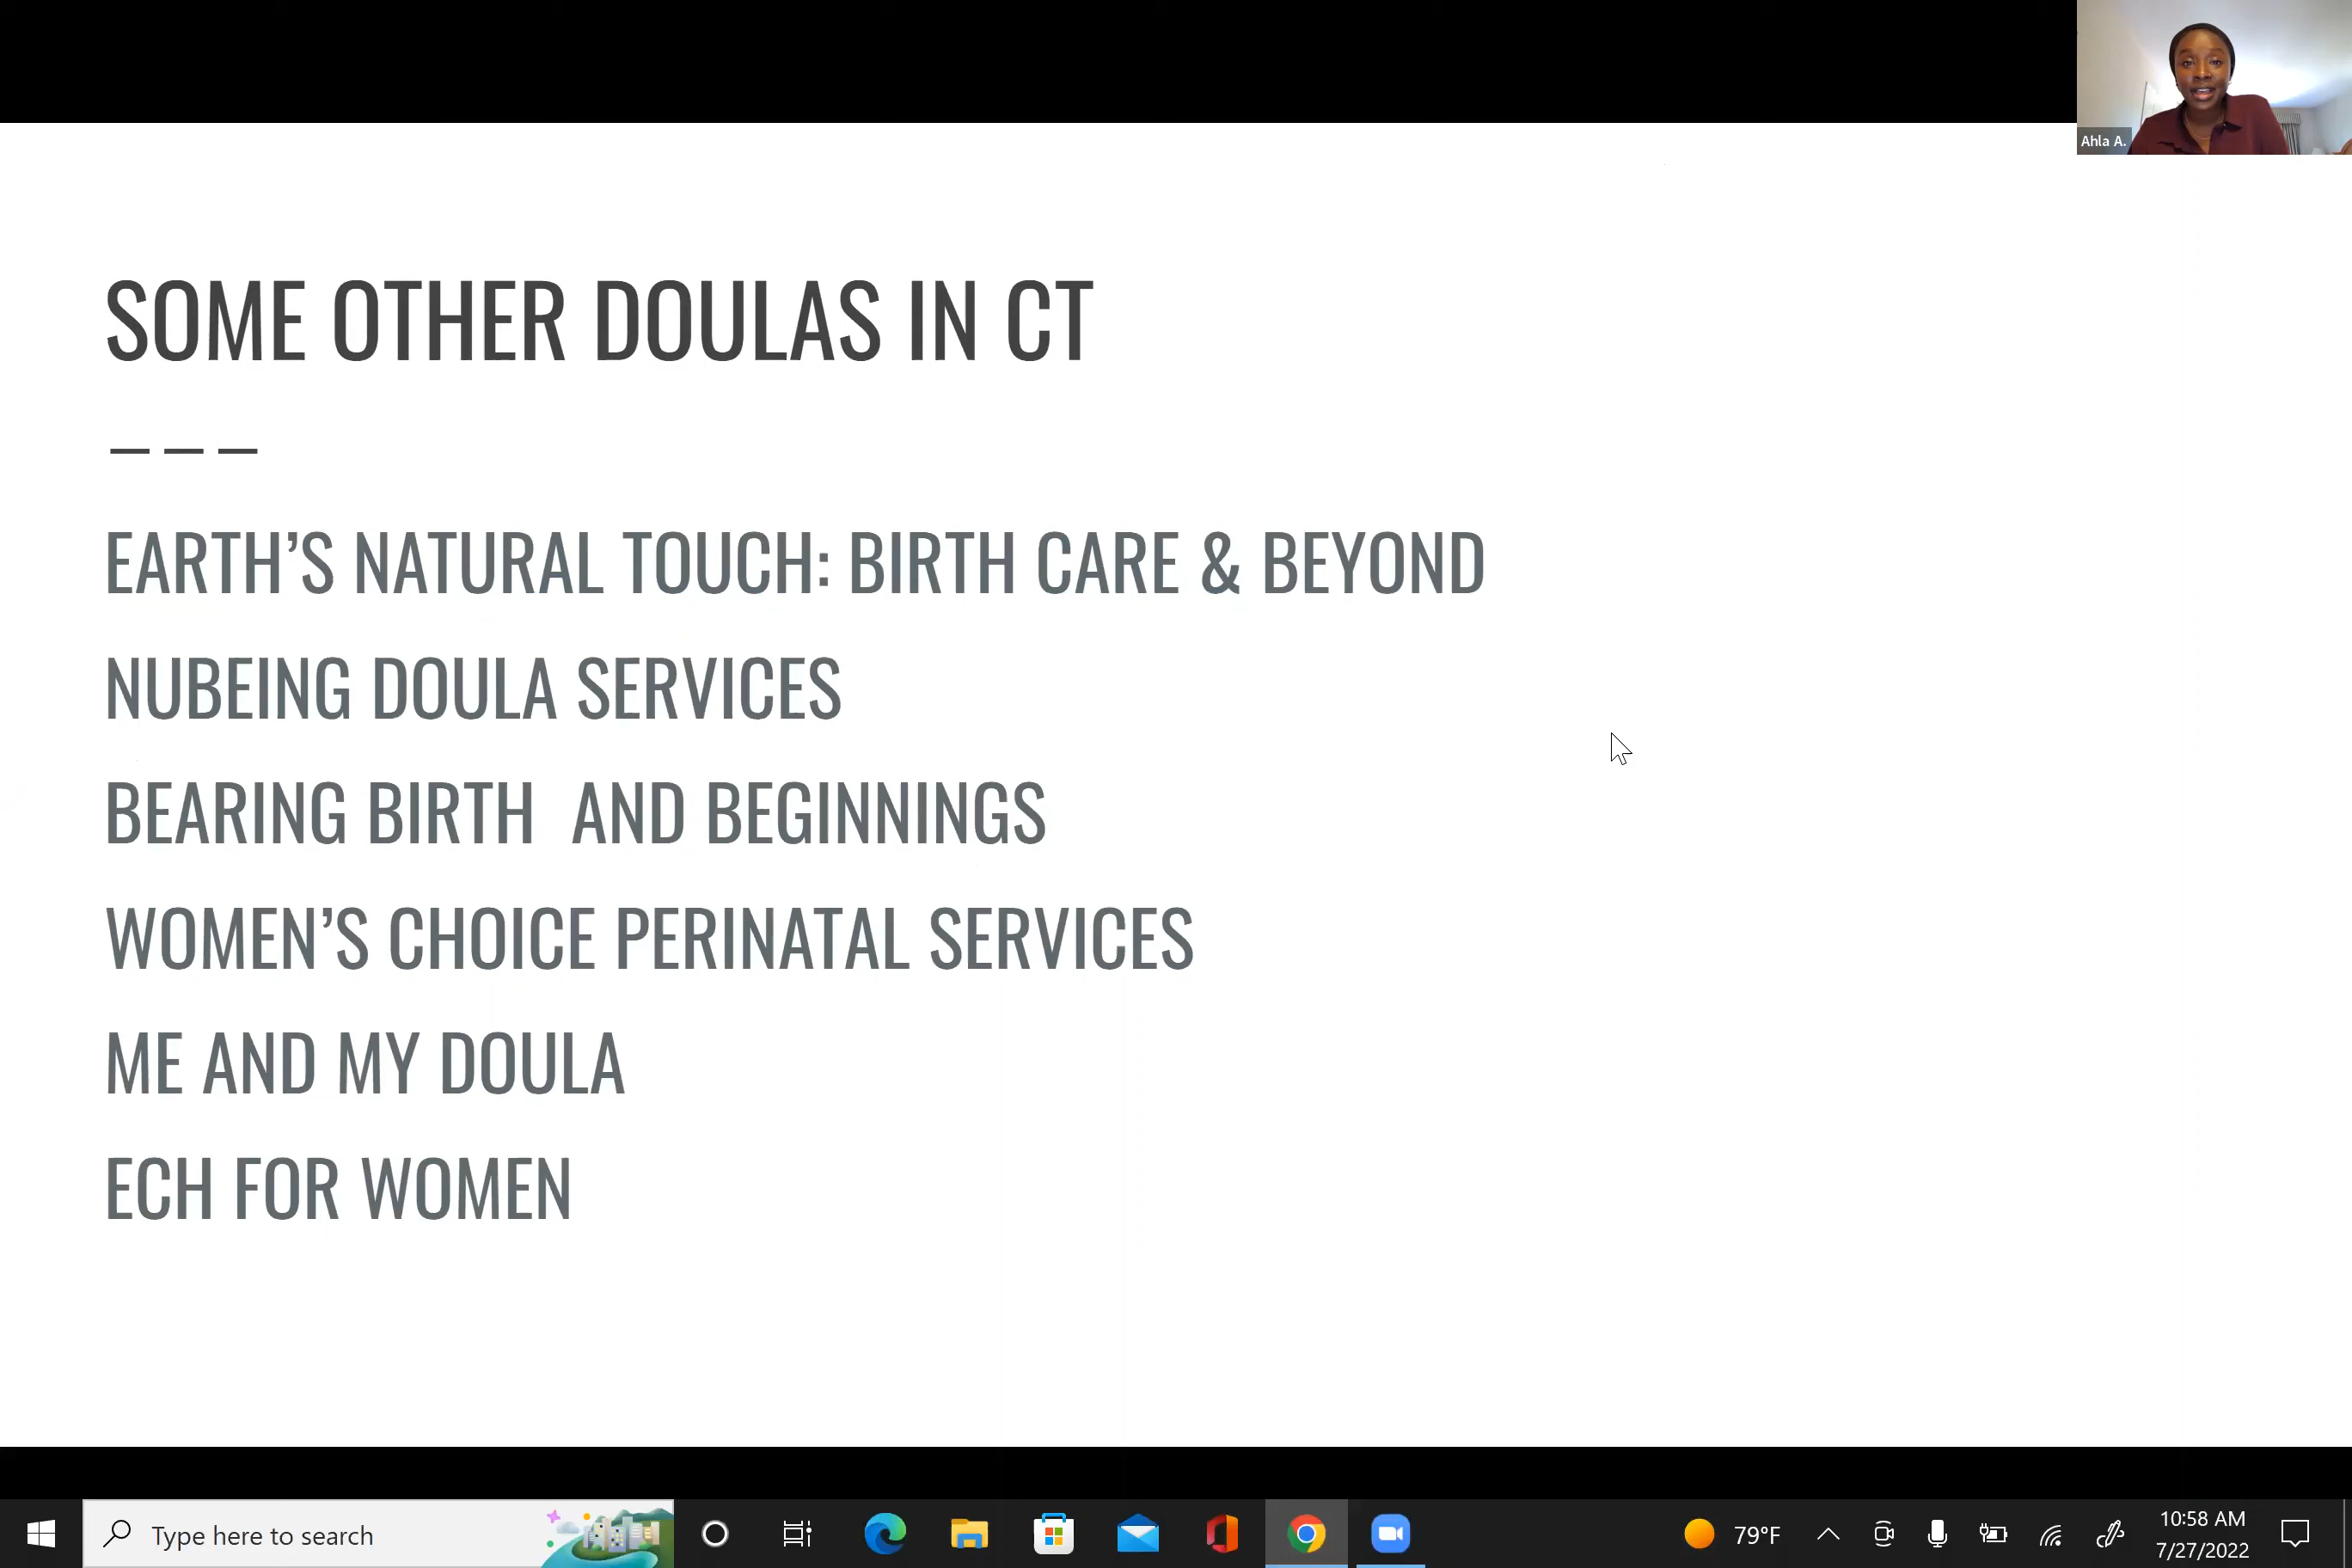 Ahla A.
SOME OTHER DOULAS IN CT
EARTH’S NATURAL TOUCH: BIRTH CARE & BEYOND
NUBEING DOULA SERVICES
BEARING BIRTH  AND BEGINNINGS
WOMEN’S CHOICE PERINATAL SERVICES
ME AND MY DOULA
ECH FOR WOMEN
Type here to search
79°F
10:58 AM
7/27/2022